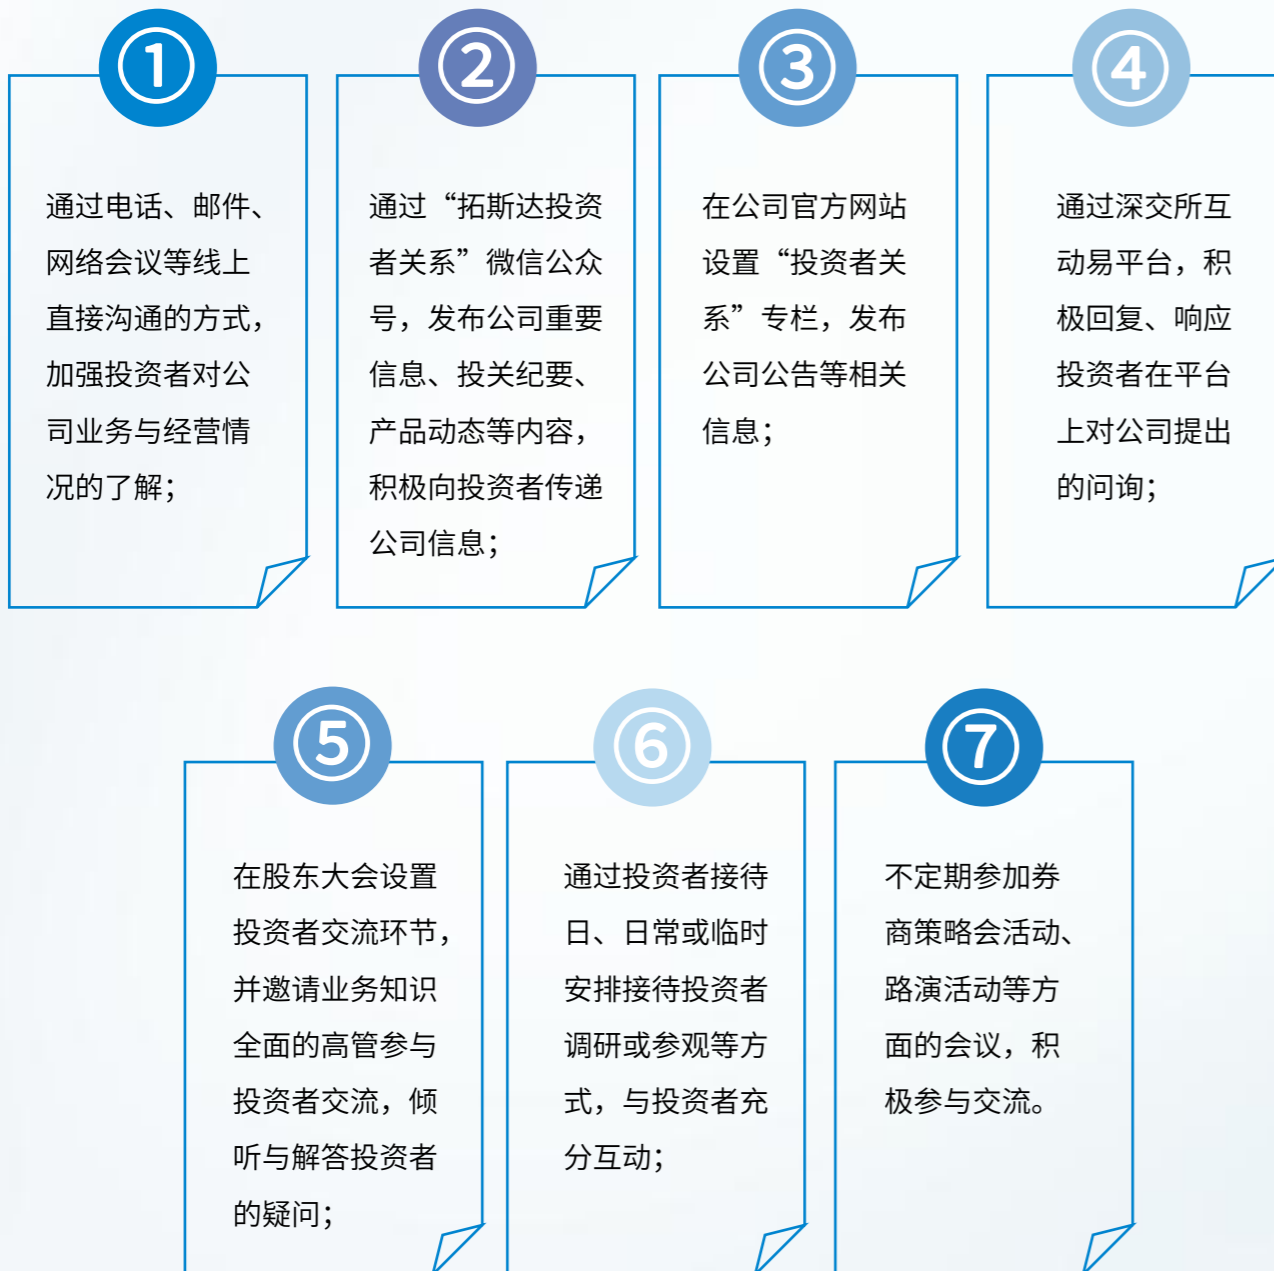 ①
通过电话、邮件、
网络会议等线上
直接沟通的方式，
加强投资者对公
司业务与经营情
况的了解；
②
通过“拓斯达投资
者关系”微信公众
号，发布公司重要
信息、投关纪要、
产品动态等内容，
积极向投资者传递
公司信息；
③
在公司官方网站
设置“投资者关
系”专栏，发布
公司公告等相关
信息；
④
通过深交所互
动易平台，积
极回复、响应
投资者在平台
上对公司提出
的问询；
⑤
在股东大会设置
投资者交流环节，
并邀请业务知识
全面的高管参与
投资者交流，倾
听与解答投资者
的疑问；
⑥
通过投资者接待
日、日常或临时
安排接待投资者
调研或参观等方
式，与投资者充
分互动；
⑦
不定期参加券
商策略会活动、
路演活动等方
面的会议，积
极参与交流。